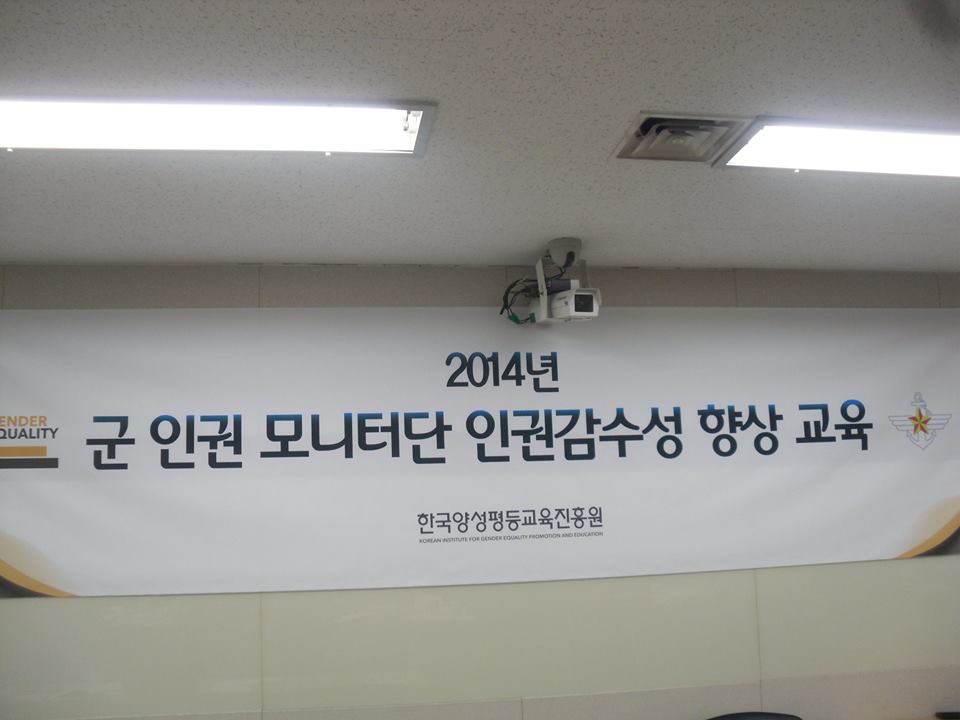 2014년
ENDER
QUALITY
군 인권 모니터단 인권감수성 향상 교육
한국양성평등교육진흥원
KOREAN INSTITUTE FOR GENDER EQUALITY PROMOTION AND EDUCATION